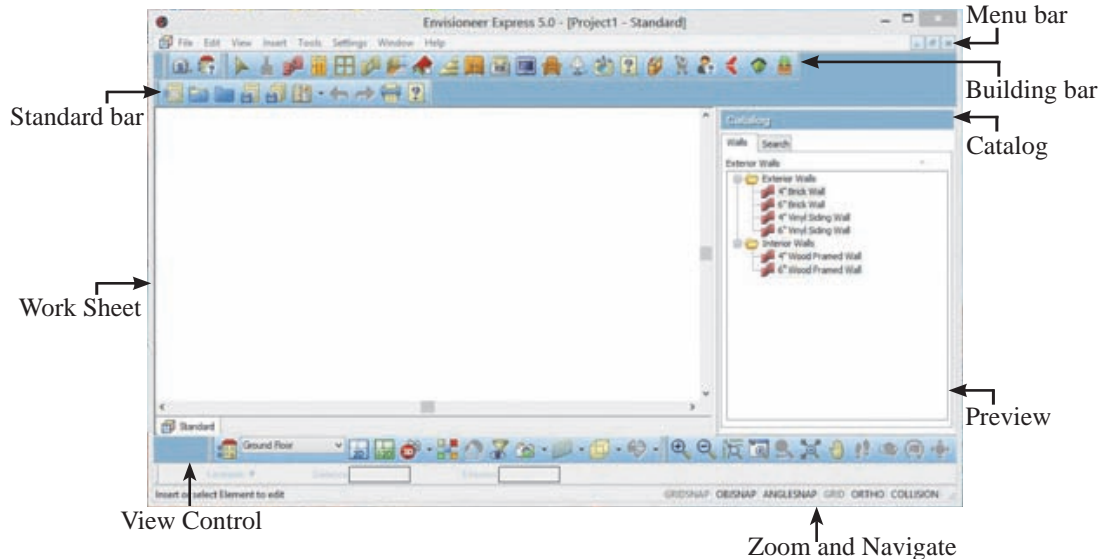 Envisioneer Express 5.0 - [Project1 - Standard]
Menu bar
File Edit View Insert Tools Settings Window Help
Building bar
Standard bar
Catalog
Catalog
Walls Search
Exterior Walls
Exterior Walls
4" Brick Wall
6" Brick Wall
4" Vinyl Siding Wall
6" Vinyl Siding Wall
Interior Walls
4" Wood Framed Wall
6" Wood Framed Wall
Work Sheet
Preview
Standard
Ground Floor
2D
3D
Insert or select Element to edit
GRIDSNAP OBJSNAP ANGLESNAP GRID ORTHO COLLISION
View Control
Zoom and Navigate